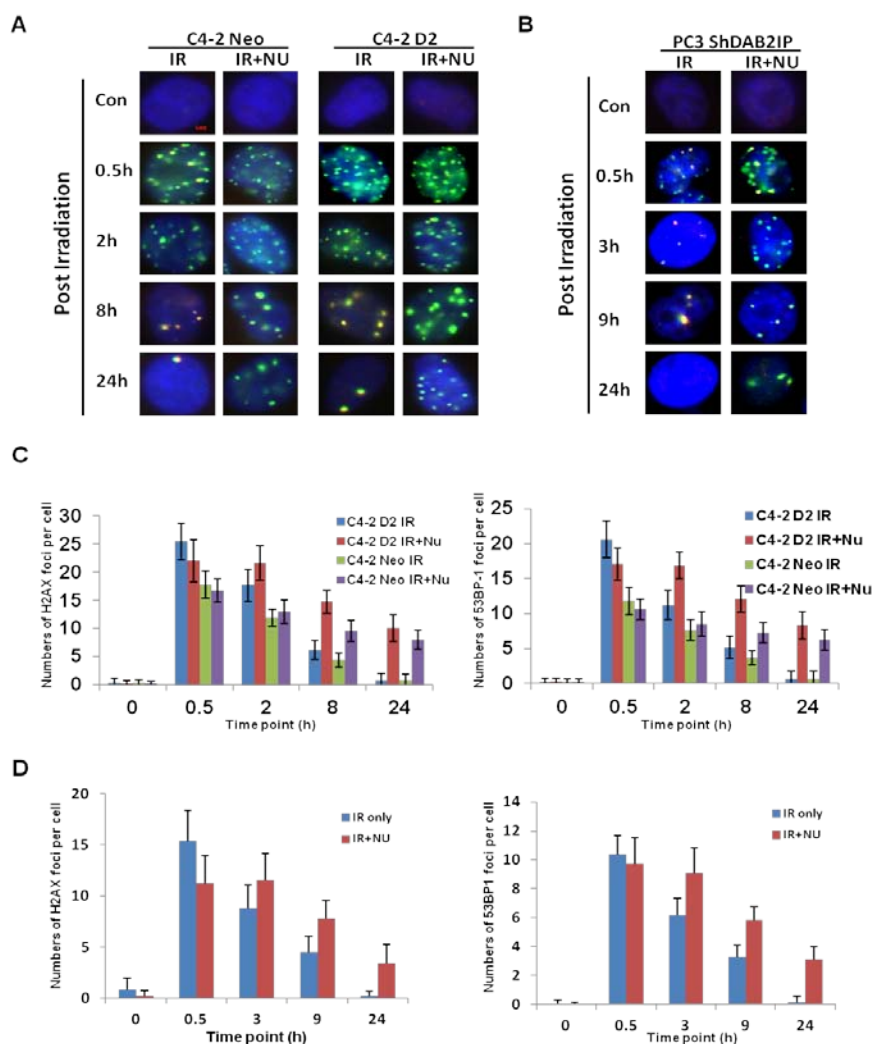 A
C4-2 Neo
C4-2 D2
IR
IR+NU
IR
IR+NU
Con
0.5h
2h
8h
24h
Post Irradiation
B
PC3 ShDAB2IP
IR
IR+NU
Con
0.5h
3h
9h
24h
Post Irradiation
C
Numbers of H2AX foci per cell
30
25
20
15
10
5
0
C4-2 D2 IR
C4-2 D2 IR+Nu
C4-2 Neo IR
C4-2 Neo IR+Nu
0 0.5 2 8 24
Time point (h)
Numbers of 53BP-1 foci per cell
25
20
15
10
5
0
C4-2 D2 IR
C4-2 D2 IR+Nu
C4-2 Neo IR
C4-2 Neo IR+Nu
0 0.5 2 8 24
Time point (h)
D
Numbers of H2AX foci per cell
20
15
10
5
0
IR only
IR+NU
0 0.5 3 9 24
Time point (h)
Numbers of 53BP1 foci per cell
14
12
10
8
6
4
2
0
IR only
IR+NU
0 0.5 3 9 24
Time point (h)